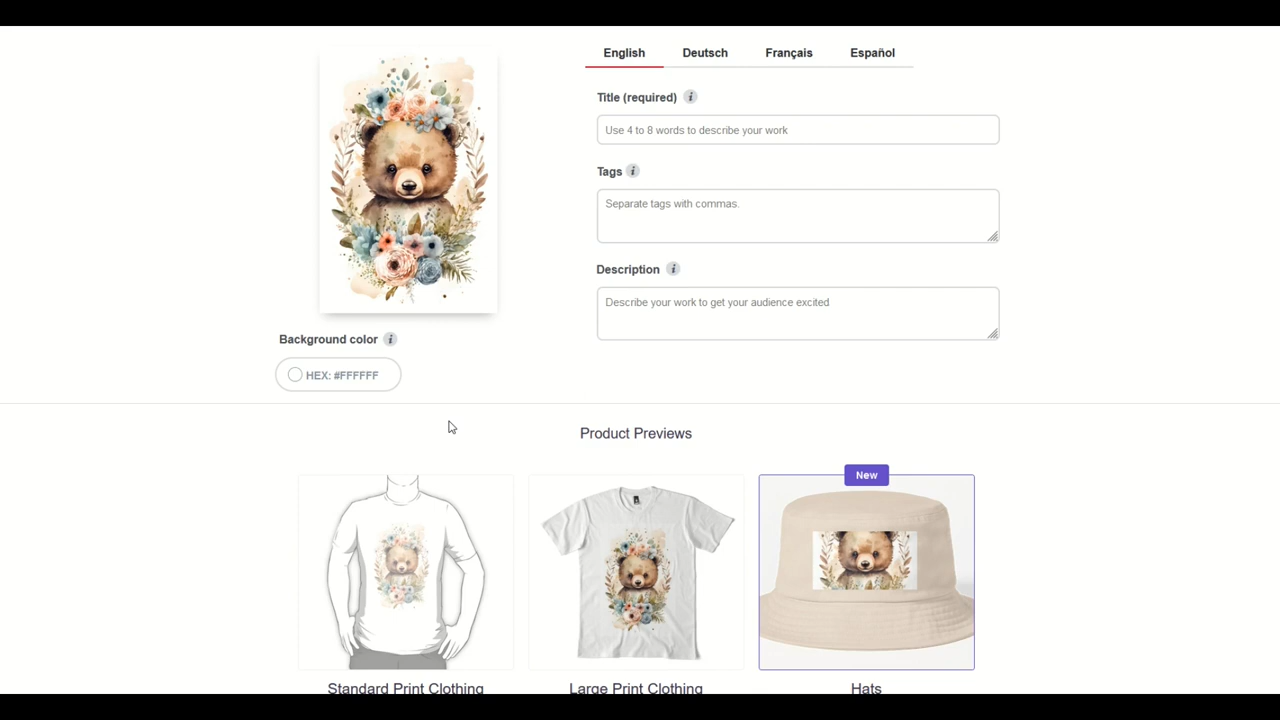 English Deutsch Français Español
Title (required) i
Use 4 to 8 words to describe your work
Tags i
Separate tags with commas.
Description i
Describe your work to get your audience excited
Background color i
HEX: #FFFFFF
Product Previews
New
Standard Print Clothing Large Print Clothing Hats